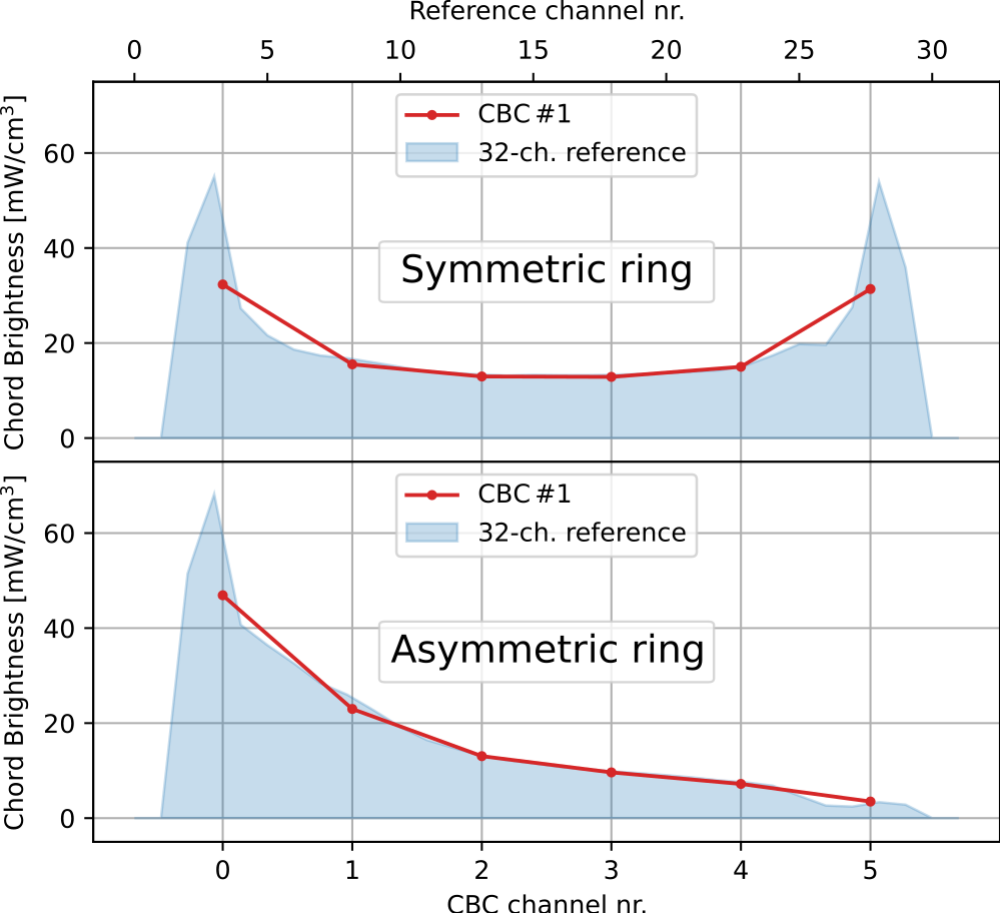 Reference channel nr.
0 5 10 15 20 25 30
Chord Brightness [mW/cm³]
60
40
20
0
CBC #1
32-ch. reference
Symmetric ring
Chord Brightness [mW/cm³]
60
40
20
0
CBC #1
32-ch. reference
Asymmetric ring
0 1 2 3 4 5
CBC channel nr.